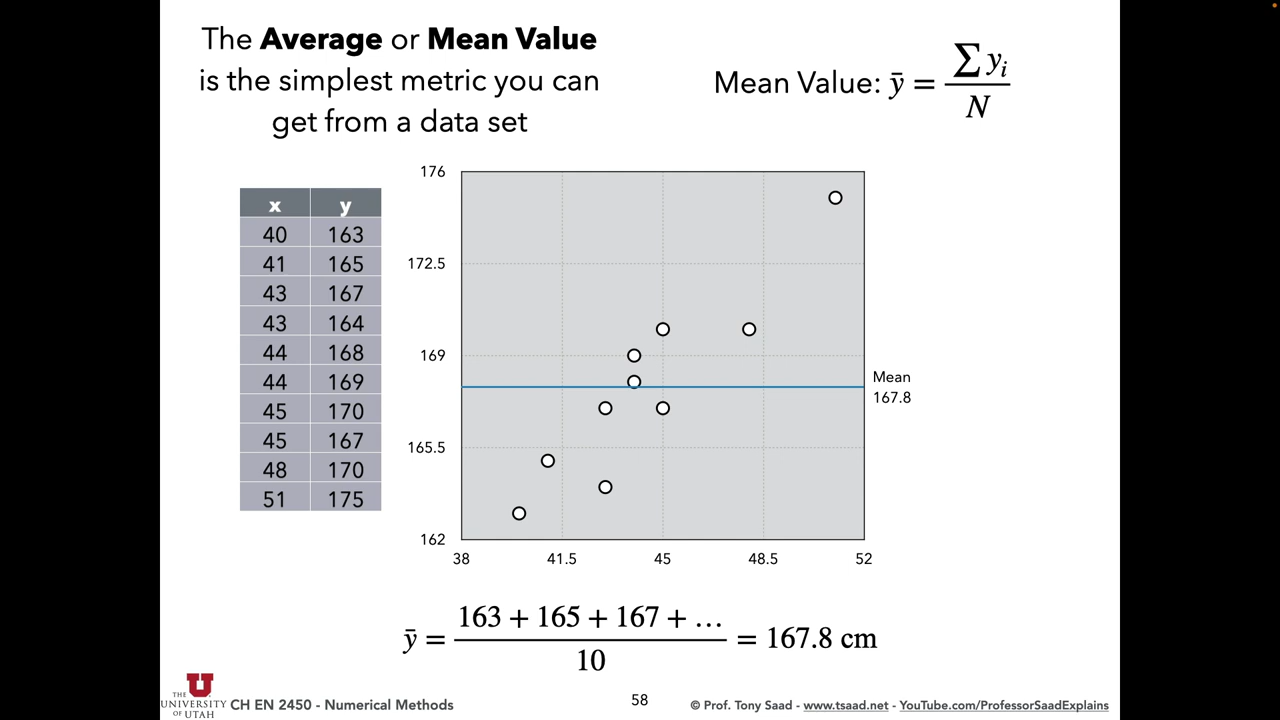 The Average or Mean Value
is the simplest metric you can
get from a data set
Mean Value: ȳ = ∑ yᵢ / N
x y
40 163
41 165
43 167
43 164
44 168
44 169
45 170
45 167
48 170
51 175
176
172.5
169
165.5
162
38 41.5 45 48.5 52
Mean
167.8
ȳ = (163 + 165 + 167 + …) / 10 = 167.8 cm
THE
UNIVERSITY
OF UTAH
CH EN 2450 - Numerical Methods
58
© Prof. Tony Saad - www.tsaad.net - YouTube.com/ProfessorSaadExplains